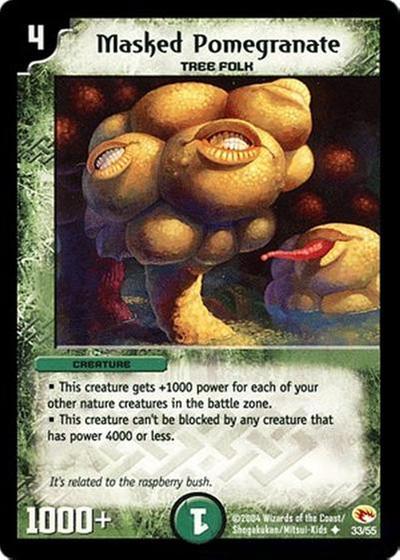 4
Masked Pomegranate
TREE FOLK
CREATURE
▪ This creature gets +1000 power for each of your
other nature creatures in the battle zone.
▪ This creature can't be blocked by any creature that
has power 4000 or less.
It's related to the raspberry bush.
1000+
1
©2004 Wizards of the Coast/
Shogakukan/Mitsui-Kids ♦ 33/55